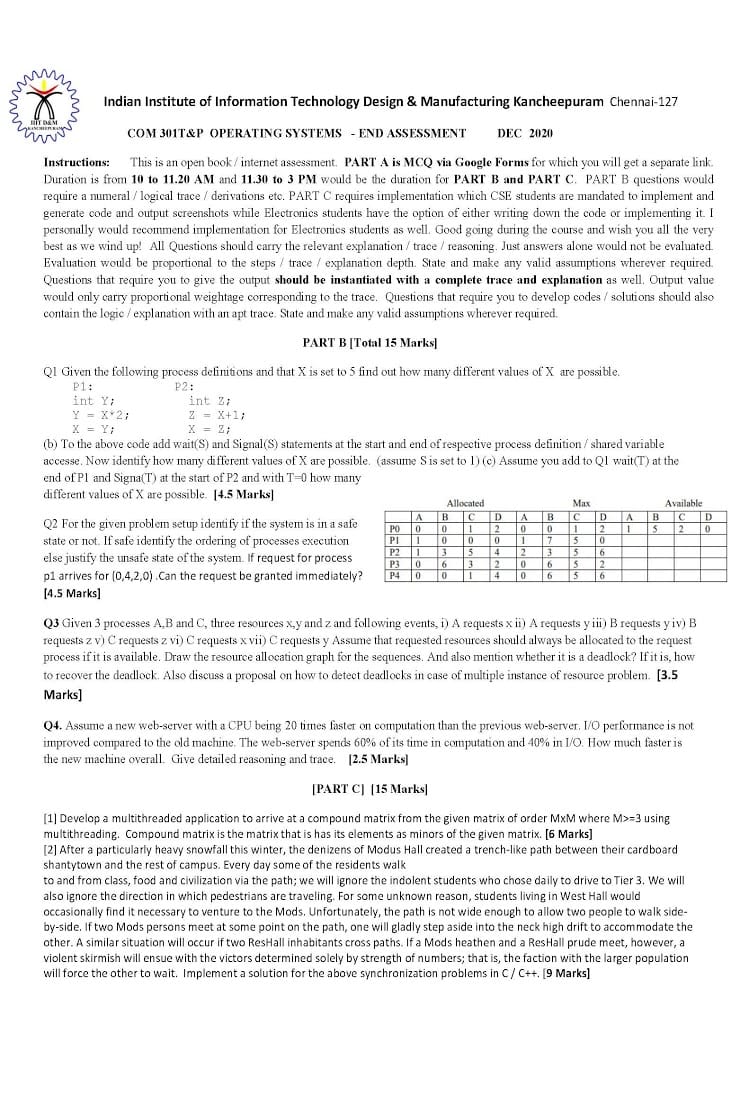 IIIT D&M
KANCHEEPURAM
Indian Institute of Information Technology Design & Manufacturing Kancheepuram Chennai-127
COM 301T&P OPERATING SYSTEMS - END ASSESSMENT DEC 2020
Instructions: This is an open book / internet assessment. PART A is MCQ via Google Forms for which you will get a separate link.
Duration is from 10 to 11.20 AM and 11.30 to 3 PM would be the duration for PART B and PART C. PART B questions would
require a numeral / logical trace / derivations etc. PART C requires implementation which CSE students are mandated to implement and
generate code and output screenshots while Electronics students have the option of either writing down the code or implementing it. I
personally would recommend implementation for Electronics students as well. Good going during the course and wish you all the very
best as we wind up! All Questions should carry the relevant explanation / trace / reasoning. Just answers alone would not be evaluated.
Evaluation would be proportional to the steps / trace / explanation depth. State and make any valid assumptions wherever required.
Questions that require you to give the output should be instantiated with a complete trace and explanation as well. Output value
would only carry proportional weightage corresponding to the trace. Questions that require you to develop codes / solutions should also
contain the logic / explanation with an apt trace. State and make any valid assumptions wherever required.
PART B [Total 15 Marks]
Q1 Given the following process definitions and that X is set to 5 find out how many different values of X are possible.
P1: P2:
int Y; int Z;
Y = X*2; Z = X+1;
X = Y; X = Z;
(b) To the above code add wait(S) and Signal(S) statements at the start and end of respective process definition / shared variable
accesse. Now identify how many different values of X are possible. (assume S is set to 1) (c) Assume you add to Q1 wait(T) at the
end of P1 and Signa(T) at the start of P2 and with T=0 how many
different values of X are possible. [4.5 Marks]
Q2 For the given problem setup identify if the system is in a safe
state or not. If safe identify the ordering of processes execution
else justify the unsafe state of the system. If request for process
p1 arrives for (0,4,2,0) .Can the request be granted immediately?
[4.5 Marks]
Allocated Max Available
A B C D A B C D A B C D
P0 0 0 1 2 0 0 1 2 1 5 2 0
P1 1 0 0 0 1 7 5 0
P2 1 3 5 4 2 3 5 6
P3 0 6 3 2 0 6 5 2
P4 0 0 1 4 0 6 5 6
Q3 Given 3 processes A,B and C, three resources x,y and z and following events, i) A requests x ii) A requests y iii) B requests y iv) B
requests z v) C requests z vi) C requests x vii) C requests y Assume that requested resources should always be allocated to the request
process if it is available. Draw the resource allocation graph for the sequences. And also mention whether it is a deadlock? If it is, how
to recover the deadlock. Also discuss a proposal on how to detect deadlocks in case of multiple instance of resource problem. [3.5
Marks]
Q4. Assume a new web-server with a CPU being 20 times faster on computation than the previous web-server. I/O performance is not
improved compared to the old machine. The web-server spends 60% of its time in computation and 40% in I/O. How much faster is
the new machine overall. Give detailed reasoning and trace. [2.5 Marks]
[PART C] [15 Marks]
[1] Develop a multithreaded application to arrive at a compound matrix from the given matrix of order MxM where M>=3 using
multithreading. Compound matrix is the matrix that is has its elements as minors of the given matrix. [6 Marks]
[2] After a particularly heavy snowfall this winter, the denizens of Modus Hall created a trench-like path between their cardboard
shantytown and the rest of campus. Every day some of the residents walk
to and from class, food and civilization via the path; we will ignore the indolent students who chose daily to drive to Tier 3. We will
also ignore the direction in which pedestrians are traveling. For some unknown reason, students living in West Hall would
occasionally find it necessary to venture to the Mods. Unfortunately, the path is not wide enough to allow two people to walk side-
by-side. If two Mods persons meet at some point on the path, one will gladly step aside into the neck high drift to accommodate the
other. A similar situation will occur if two ResHall inhabitants cross paths. If a Mods heathen and a ResHall prude meet, however, a
violent skirmish will ensue with the victors determined solely by strength of numbers; that is, the faction with the larger population
will force the other to wait. Implement a solution for the above synchronization problems in C / C++. [9 Marks]